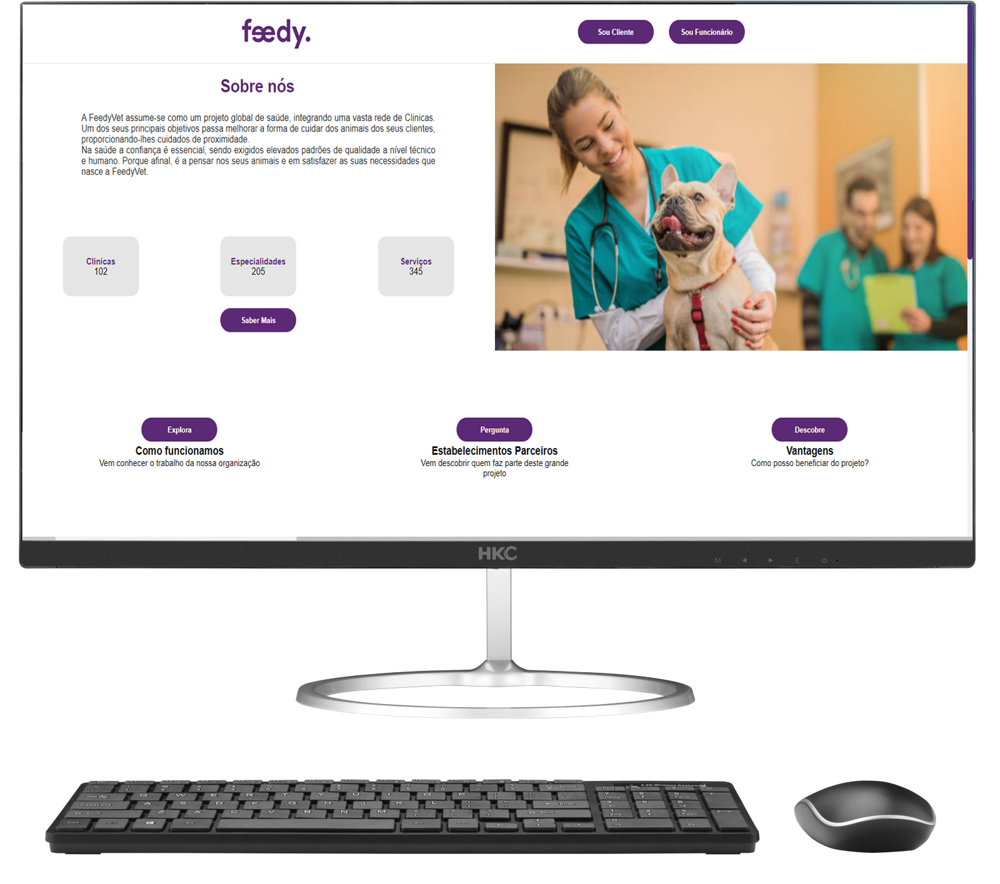 feedy.
Sou Cliente
Sou Funcionário
Sobre nós
A FeedyVet assume-se como um projeto global de saúde, integrando uma vasta rede de Clinicas.
Um dos seus principais objetivos passa melhorar a forma de cuidar dos animais dos seus clientes,
proporcionando-lhes cuidados de proximidade.
Na saúde a confiança é essencial, sendo exigidos elevados padrões de qualidade a nível técnico
e humano. Porque afinal, é a pensar nos seus animais e em satisfazer as suas necessidades que
nasce a FeedyVet.
Clínicas
102
Especialidades
205
Serviços
345
Saber Mais
Explora
Como funcionamos
Vem conhecer o trabalho da nossa organização
Pergunta
Estabelecimentos Parceiros
Vem descobrir quem faz parte deste grande
projeto
Descobre
Vantagens
Como posso beneficiar do projeto?
HKC
M
E
2.4G Wireless Keyboard
Q W E R T Y U I O P
A S D F G H J K L
Z X C V B N M